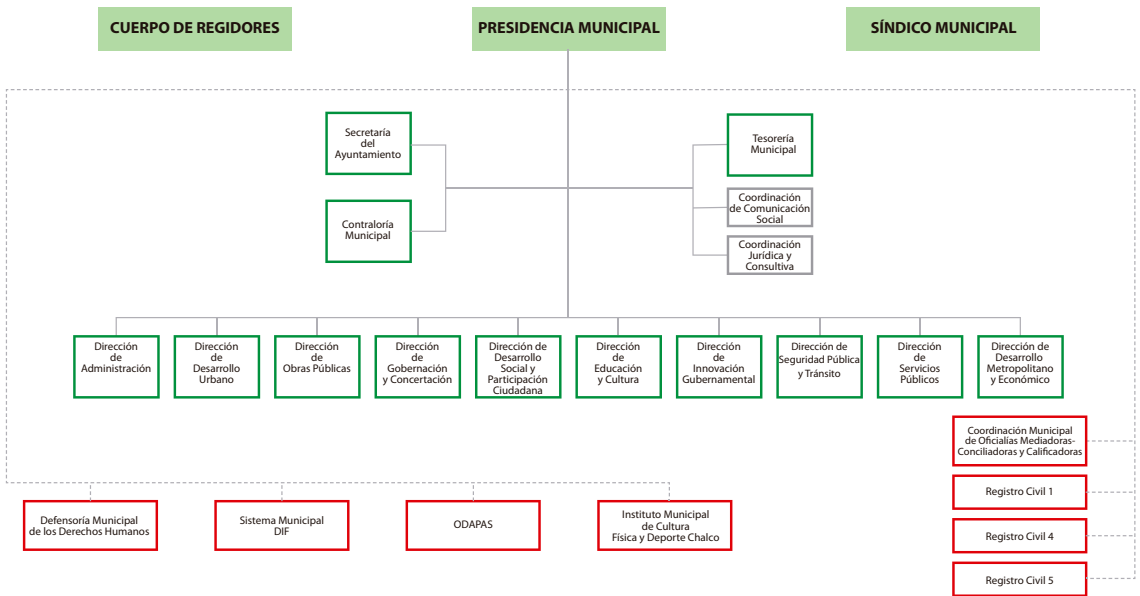 CUERPO DE REGIDORES
PRESIDENCIA MUNICIPAL
SÍNDICO MUNICIPAL
Secretaría
del
Ayuntamiento
Tesorería
Municipal
Coordinación
de Comunicación
Social
Contraloría
Municipal
Coordinación
Jurídica y
Consultiva
Dirección
de
Administración
Dirección
de
Desarrollo
Urbano
Dirección
de
Obras Públicas
Dirección
de
Gobernación
y Concertación
Dirección de
Desarrollo
Social y
Participación
Ciudadana
Dirección
de
Educación
y Cultura
Dirección
de
Innovación
Gubernamental
Dirección de
Seguridad Pública
y Tránsito
Dirección
de
Servicios
Públicos
Dirección de
Desarrollo
Metropolitano
y Económico
Coordinación Municipal
de Oficialías Mediadoras-
Conciliadoras y Calificadoras
Registro Civil 1
Defensoría Municipal
de los Derechos Humanos
Sistema Municipal
DIF
ODAPAS
Instituto Municipal
de Cultura
Física y Deporte Chalco
Registro Civil 4
Registro Civil 5